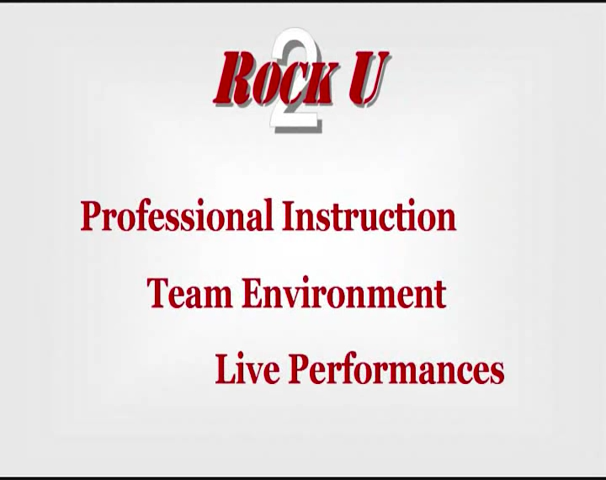 Rock 2 U
Professional Instruction
Team Environment
Live Performances